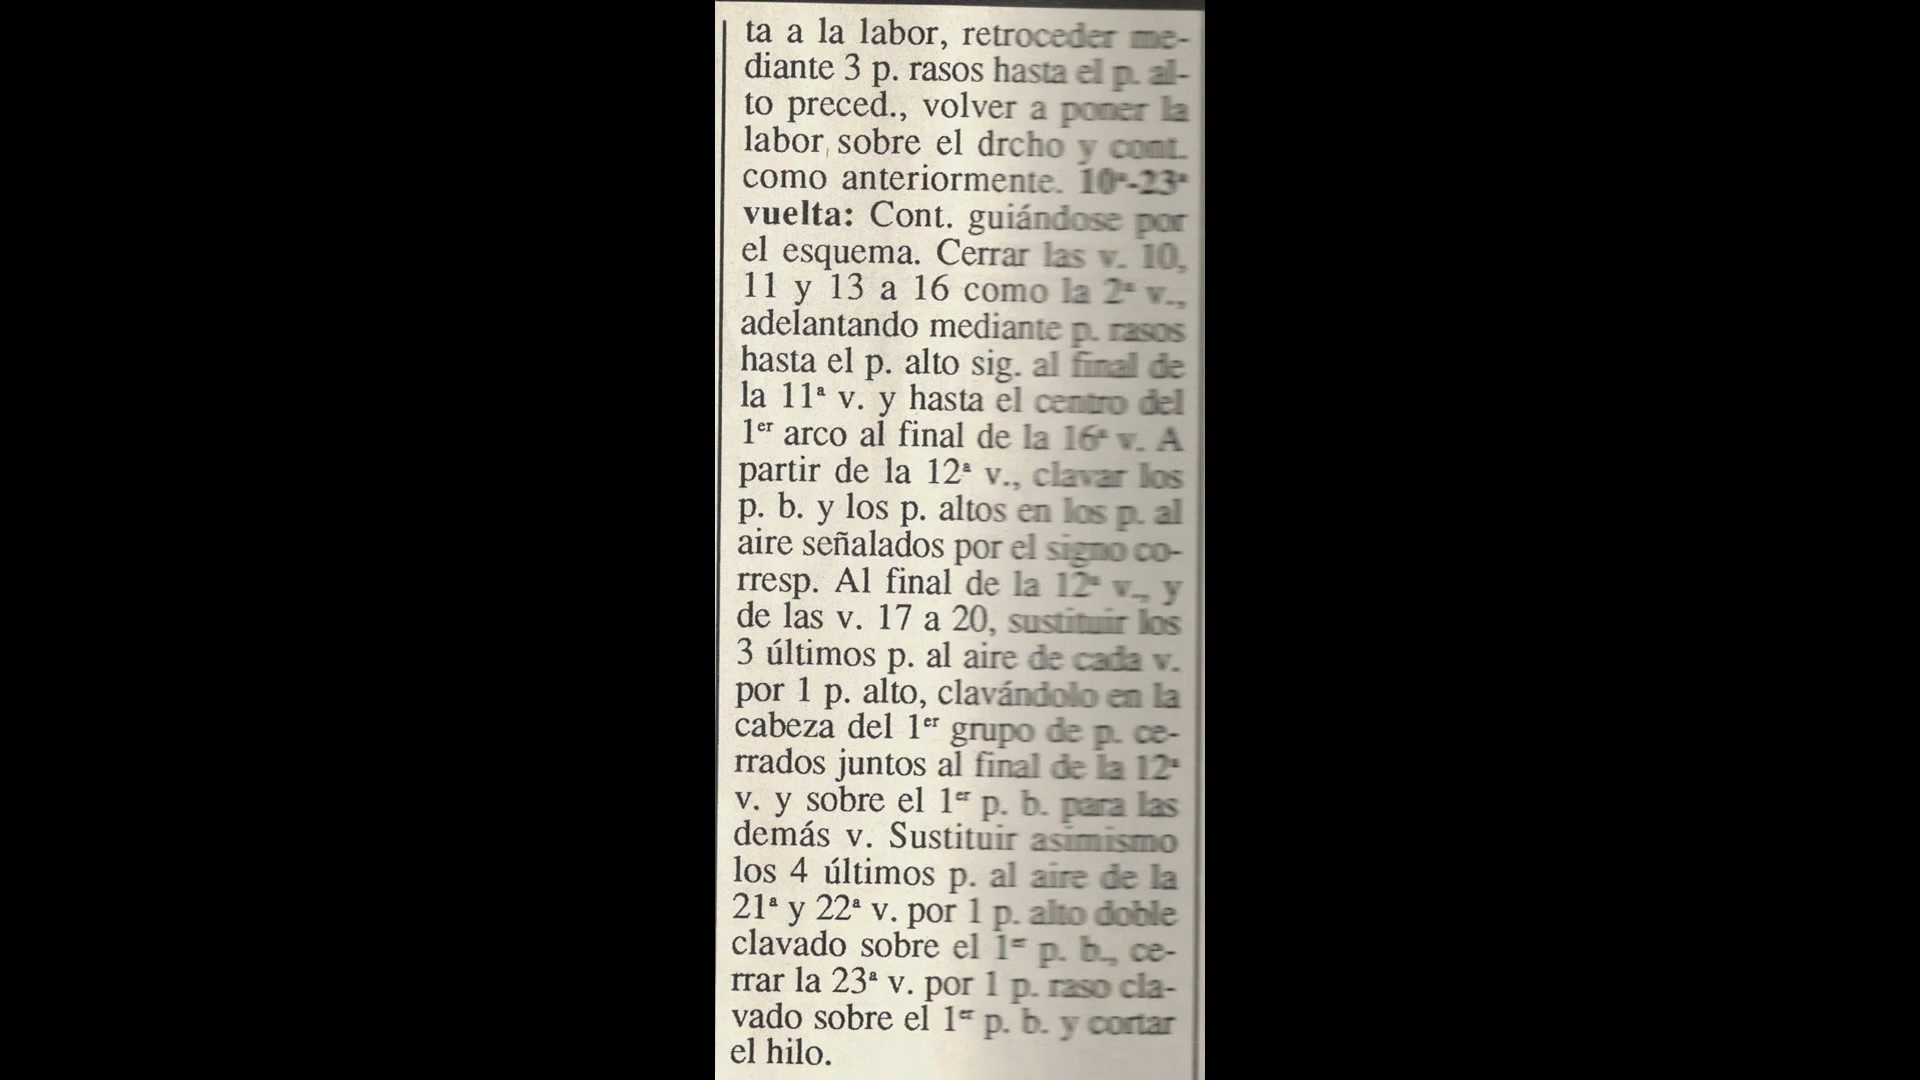 ta a la labor, retroceder me-
diante 3 p. rasos hasta el p. al-
to preced., volver a poner la
labor sobre el drcho y cont.
como anteriormente. 10ª-23ª
vuelta: Cont. guiándose por
el esquema. Cerrar las v. 10,
11 y 13 a 16 como la 2ª v.,
adelantando mediante p. rasos
hasta el p. alto sig. al final de
la 11ª v. y hasta el centro del
1er arco al final de la 16ª v. A
partir de la 12ª v., clavar los
p. b. y los p. altos en los p. al
aire señalados por el signo co-
rresp. Al final de la 12ª v., y
de las v. 17 a 20, sustituir los
3 últimos p. al aire de cada v.
por 1 p. alto, clavándolo en la
cabeza del 1er grupo de p. ce-
rrados juntos al final de la 12ª
v. y sobre el 1er p. b. para las
demás v. Sustituir asimismo
los 4 últimos p. al aire de la
21ª y 22ª v. por 1 p. alto doble
clavado sobre el 1er p. b., ce-
rrar la 23ª v. por 1 p. raso cla-
vado sobre el 1er p. b. y cortar
el hilo.